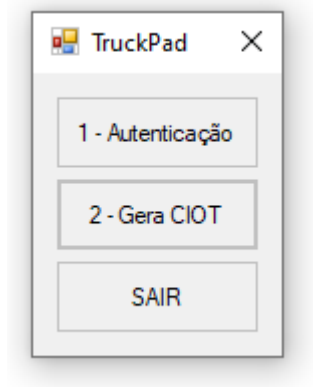 TruckPad
1 - Autenticação
2 - Gera CIOT
SAIR